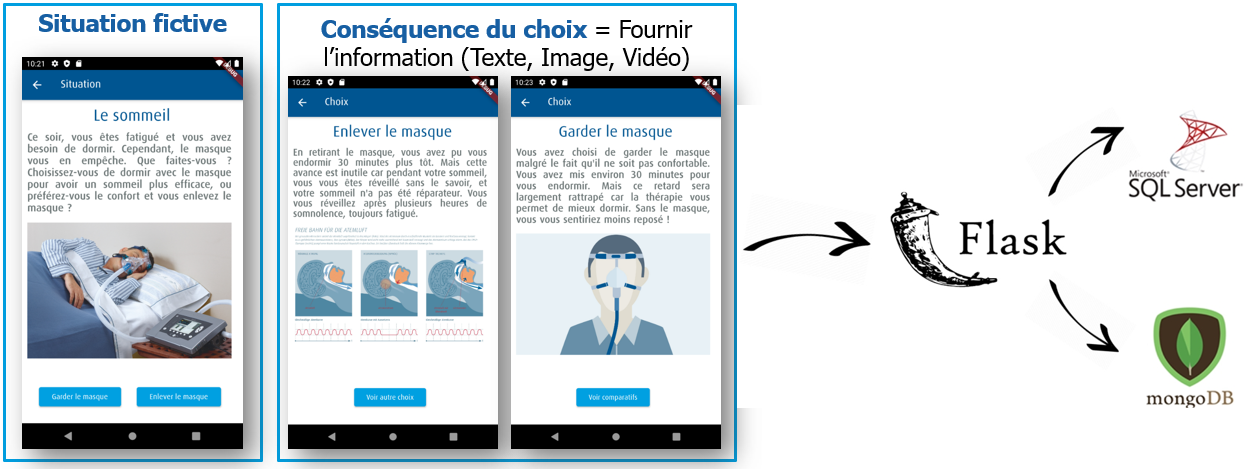 Situation fictive
10:21
Situation
Le sommeil
Ce soir, vous êtes fatigué et vous avez
besoin de dormir. Cependant, le masque
vous en empêche. Que faites-vous ?
Choisissez-vous de dormir avec le masque
pour avoir un sommeil plus efficace, ou
préférez-vous le confort et vous enlevez le
masque ?
Garder le masque
Enlever le masque
Conséquence du choix = Fournir
l'information (Texte, Image, Vidéo)
10:22
Choix
Enlever le masque
En retirant le masque, vous avez pu vous
endormir 30 minutes plus tôt. Mais cette
avance est inutile car pendant votre sommeil,
vous vous êtes réveillé sans le savoir, et
votre sommeil n'a pas été réparateur. Vous
vous réveillez après plusieurs heures de
somnolence, toujours fatigué.
FREIE BAHN FÜR DIE ATEMLUFT
Voir autre choix
10:23
Choix
Garder le masque
Vous avez choisi de garder le masque
malgré le fait qu'il ne soit pas confortable.
Vous avez mis environ 30 minutes pour
vous endormir. Mais ce retard sera
largement rattrapé car la thérapie vous
permet de mieux dormir. Sans le masque,
vous vous sentiriez moins reposé !
Voir comparatifs
Flask
Microsoft
SQL Server
mongoDB